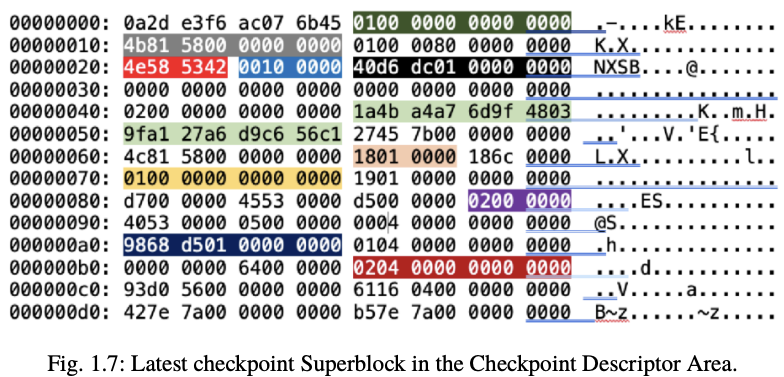 00000000: 0a2d e3f6 ac07 6b45 0100 0000 0000 0000 .-....kE........
00000010: 4b81 5800 0000 0000 0100 0080 0000 0000 K.X.............
00000020: 4e58 5342 0010 0000 40d6 dc01 0000 0000 NXSB....@.......
00000030: 0000 0000 0000 0000 0000 0000 0000 0000 ................
00000040: 0200 0000 0000 0000 1a4b a4a7 6d9f 4803 .........K..m.H.
00000050: 9fa1 27a6 d9c6 56c1 2745 7b00 0000 0000 ..'...V.'E{.....
00000060: 4c81 5800 0000 0000 1801 0000 186c 0000 L.X..........l..
00000070: 0100 0000 0000 0000 1901 0000 0000 0000 ................
00000080: d700 0000 4553 0000 d500 0000 0200 0000 ....ES..........
00000090: 4053 0000 0500 0000 0004 0000 0000 0000 @S..............
000000a0: 9868 d501 0000 0000 0104 0000 0000 0000 .h..............
000000b0: 0000 0000 6400 0000 0204 0000 0000 0000 ....d...........
000000c0: 93d0 5600 0000 0000 6116 0400 0000 0000 ..V.....a.......
000000d0: 427e 7a00 0000 0000 b57e 7a00 0000 0000 B~z......~z.....
Fig. 1.7: Latest checkpoint Superblock in the Checkpoint Descriptor Area.